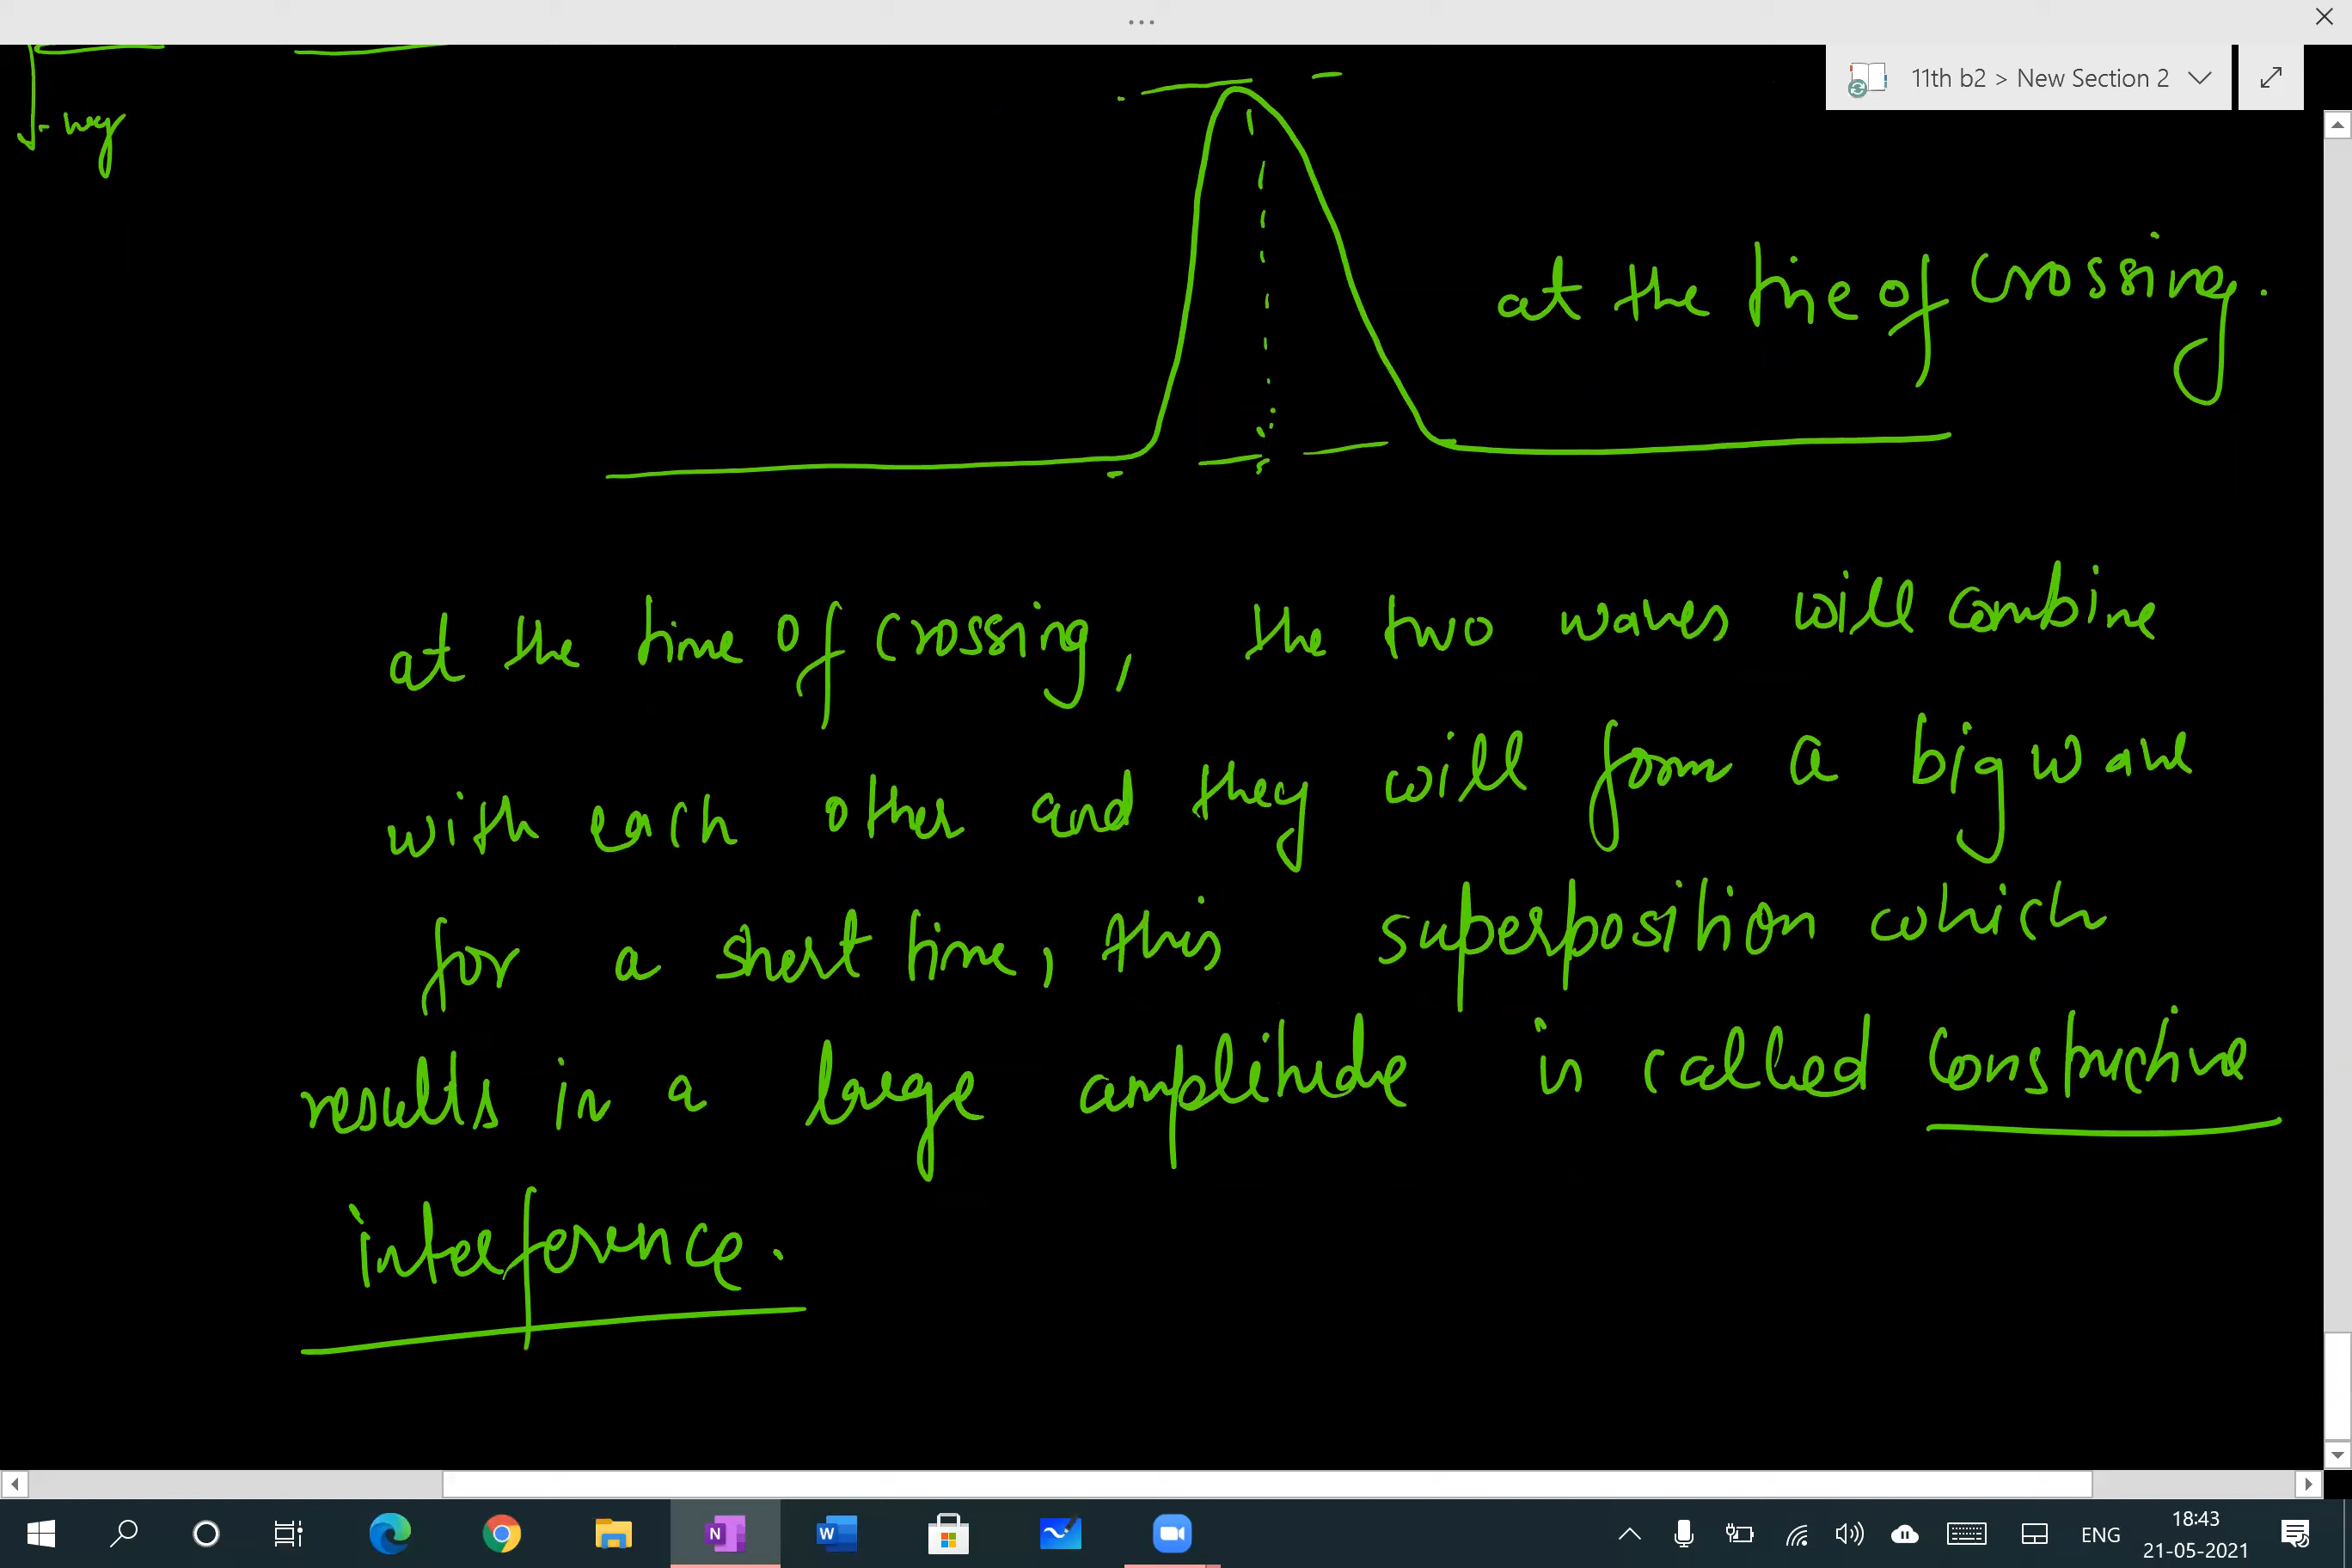 ...
11th b2 > New Section 2
at the time of crossing.
at the time of crossing, the two waves will combine
with each other and they will form a big wave
for a short time, this superposition which
results in a large amplitude is called constructive
interference.
N
W
ENG
18:43
21-05-2021